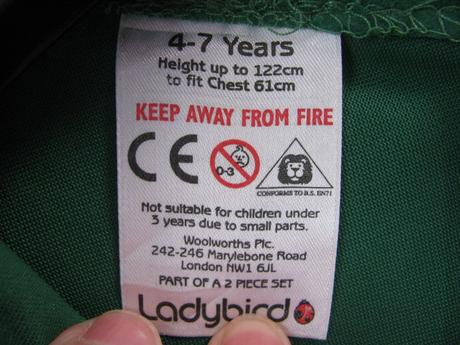 4-7 Years
Height up to 122cm
to fit Chest 61cm
KEEP AWAY FROM FIRE
CE
0-3
CONFORMS TO B.S. EN71
Not suitable for children under
3 years due to small parts.
Woolworths Plc.
242-246 Marylebone Road
London NW1 6JL
PART OF A 2 PIECE SET
Ladybird